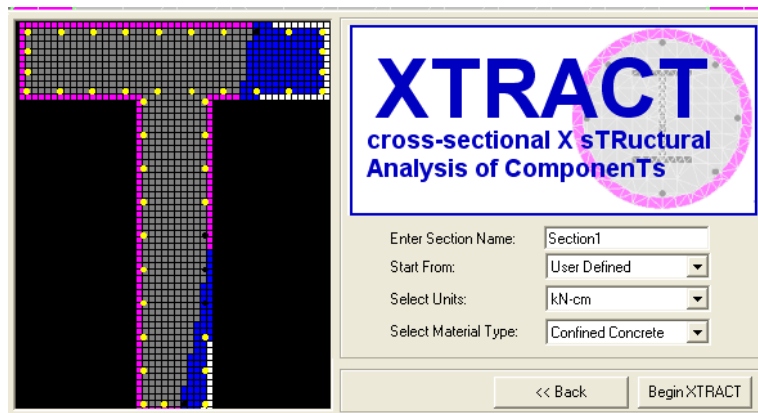 XTRACT
cross-sectional X sTRuctural
Analysis of ComponenTs
Enter Section Name: Section1
Start From: User Defined
Select Units: kN-cm
Select Material Type: Confined Concrete
<< Back Begin XTRACT